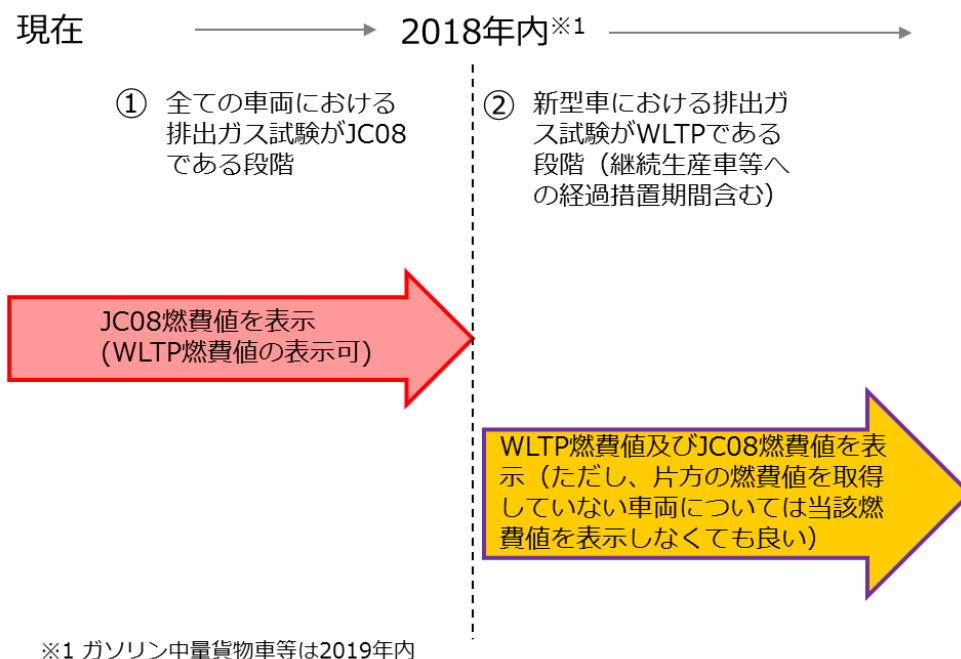 現在
2018年内※1
① 全ての車両における
排出ガス試験がJC08
である段階
② 新型車における排出ガ
ス試験がWLTPである
段階（継続生産車等へ
の経過措置期間含む）
JC08燃費値を表示
(WLTP燃費値の表示可)
WLTP燃費値及びJC08燃費値を表
示（ただし、片方の燃費値を取得
していない車両については当該燃
費値を表示しなくても良い）
※1 ガソリン中量貨物車等は2019年内